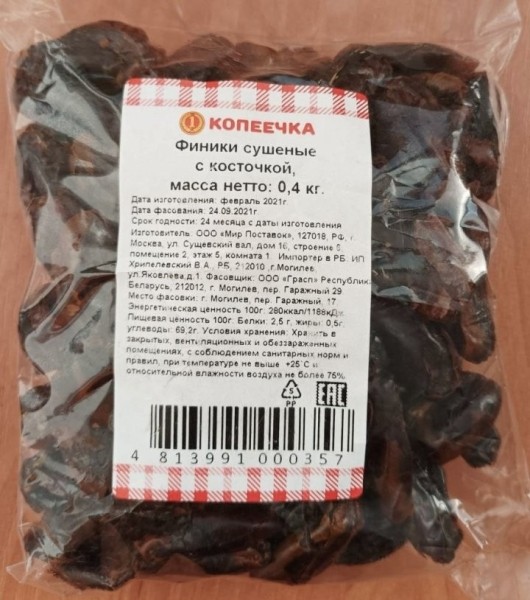 1 КОПЕЕЧКА
Финики сушеные
с косточкой,
масса нетто: 0,4 кг.
Дата изготовления: февраль 2021г
Дата фасования: 24.09.2021г
Срок годности: 24 месяца с даты изготовления
Изготовитель: ООО «Мир Поставок», 127018, РФ, г.
Москва, ул. Сущевский вал, дом 16, строение 5,
помещение 2, этаж 5, комната 1 Импортер в РБ: ИП
Хрипелевский В.А., РБ, 212010, г.Могилев,
ул.Яковлева,д.1. Фасовщик: ООО «Грасп» Республика
Беларусь, 212012, г. Могилев, пер. Гаражный 29
Место фасовки: г. Могилев, пер. Гаражный, 17.
Энергетическая ценность 100г: 280ккал/1186кДж
Пищевая ценность 100г: Белки: 2,5 г, жиры: 0,5г,
углеводы: 69,2г. Условия хранения: Хранить в
закрытых, вентиляционных и обеззараженных
помещениях, с соблюдением санитарных норм и
правил, при температуре не выше +25°С и
относительной влажности воздуха не более 75%
5
PP
EAC
4 813991 000357